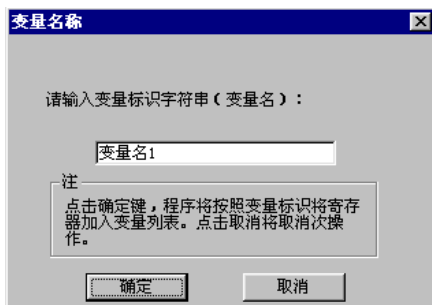 变量名称
请输入变量标识字符串(变量名):
变量名1
注
点击确定键,程序将按照变量标识将寄存
器加入变量列表。点击取消将取消次操
作。
确定
取消